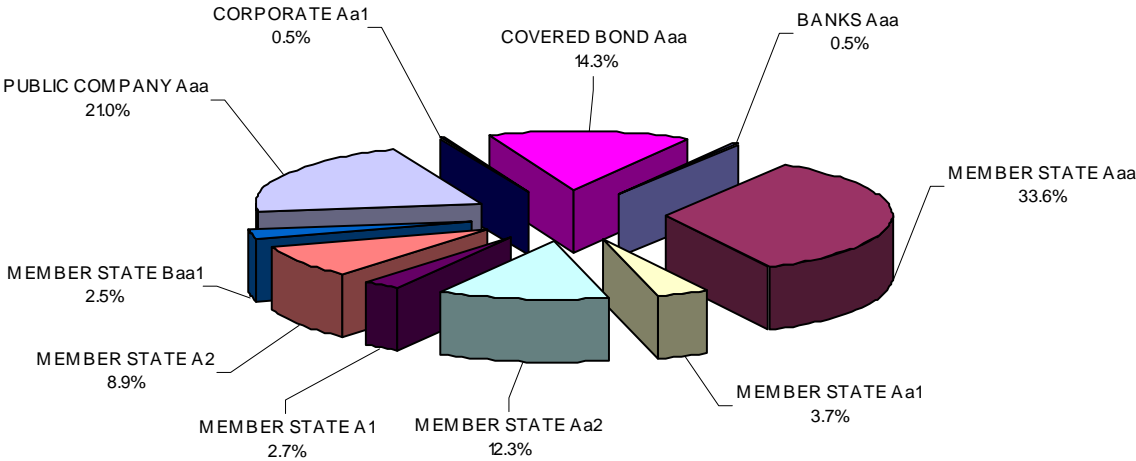 CORPORATE Aa1
0.5%
COVERED BOND Aaa
14.3%
BANKS Aaa
0.5%
PUBLIC COMPANY Aaa
21.0%
MEMBER STATE Aaa
33.6%
MEMBER STATE Baa1
2.5%
MEMBER STATE A2
8.9%
MEMBER STATE A1
2.7%
MEMBER STATE Aa2
12.3%
MEMBER STATE Aa1
3.7%